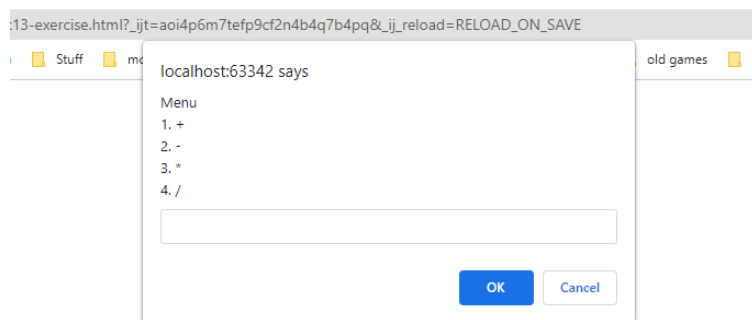 :13-exercise.html?_ijt=aoi4p6m7tefp9cf2n4b4q7b4pq&_ij_reload=RELOAD_ON_SAVE
Stuff old games
localhost:63342 says
Menu
1. +
2. -
3. *
4. /
OK Cancel